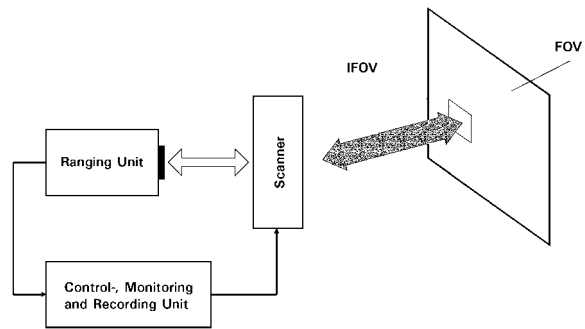 FOV
IFOV
Ranging Unit
Scanner
Control-, Monitoring
and Recording Unit